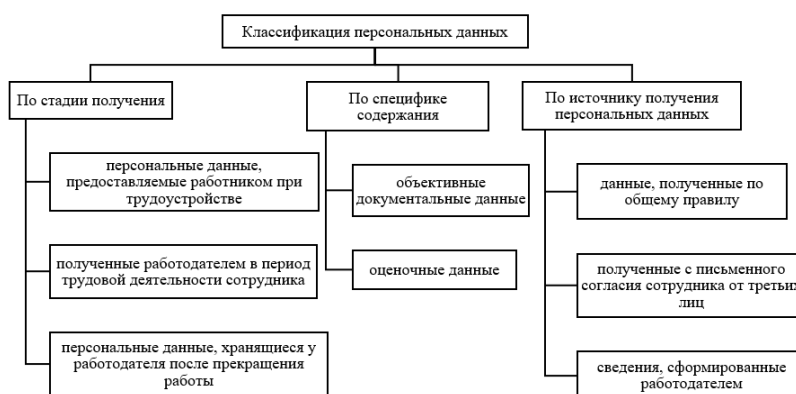 Классификация персональных данных
По стадии получения
персональные данные,
предоставляемые работником при
трудоустройстве
полученные работодателем в период
трудовой деятельности сотрудника
персональные данные, хранящиеся у
работодателя после прекращения
работы
По специфике
содержания
объективные
документальные данные
оценочные данные
По источнику получения
персональных данных
данные, полученные по
общему правилу
полученные с письменного
согласия сотрудника от третьих
лиц
сведения, сформированные
работодателем